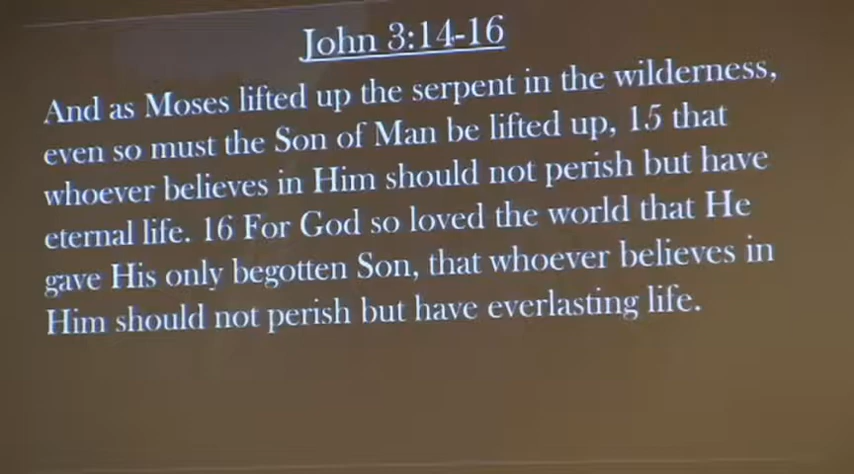 John 3:14-16
And as Moses lifted up the serpent in the wilderness,
even so must the Son of Man be lifted up, 15 that
whoever believes in Him should not perish but have
eternal life. 16 For God so loved the world that He
gave His only begotten Son, that whoever believes in
Him should not perish but have everlasting life.